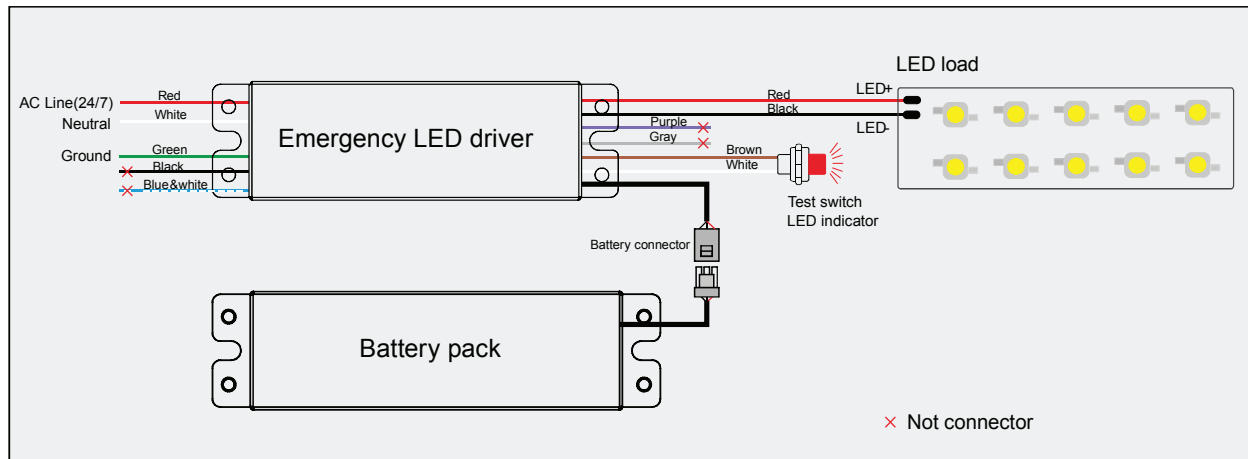 LED load
AC Line(24/7)
Red
Neutral
White
Ground
Green
Black
Blue&white
Emergency LED driver
Red
LED+
Black
LED-
Purple
Gray
Brown
White
Test switch
LED indicator
Battery connector
Battery pack
Not connector